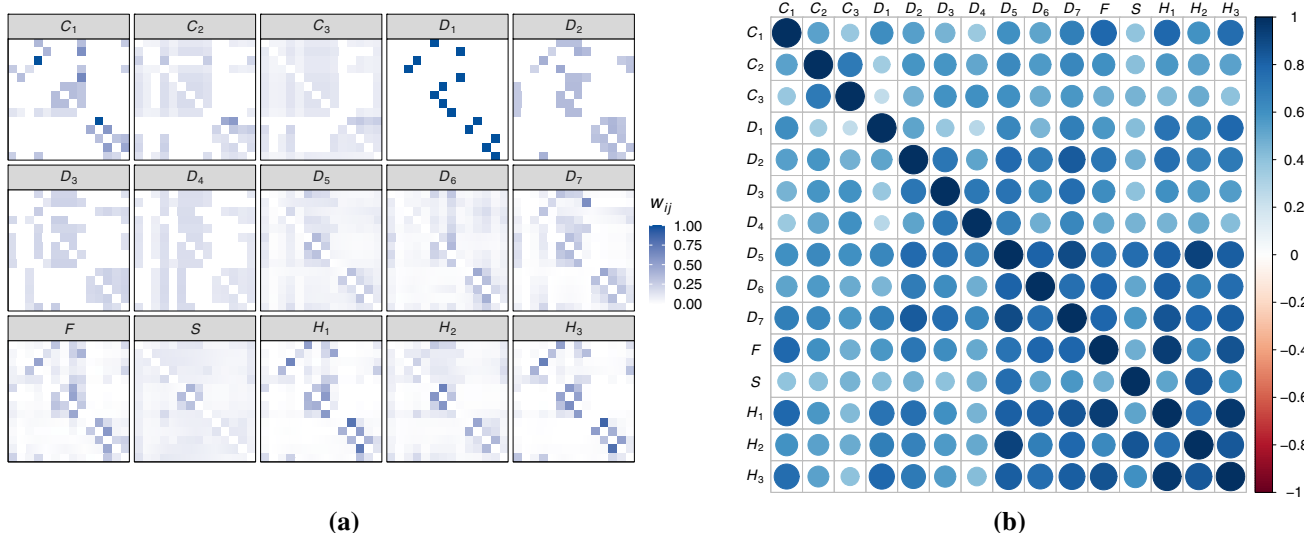 C₁ C₂ C₃ D₁ D₂
D₃ D₄ D₅ D₆ D₇
F S H₁ H₂ H₃
w_ij
1.00
0.75
0.50
0.25
0.00
(a)
C₁ C₂ C₃ D₁ D₂ D₃ D₄ D₅ D₆ D₇ F S H₁ H₂ H₃
C₁
C₂
C₃
D₁
D₂
D₃
D₄
D₅
D₆
D₇
F
S
H₁
H₂
H₃
1
0.8
0.6
0.4
0.2
0
−0.2
−0.4
−0.6
−0.8
−1
(b)